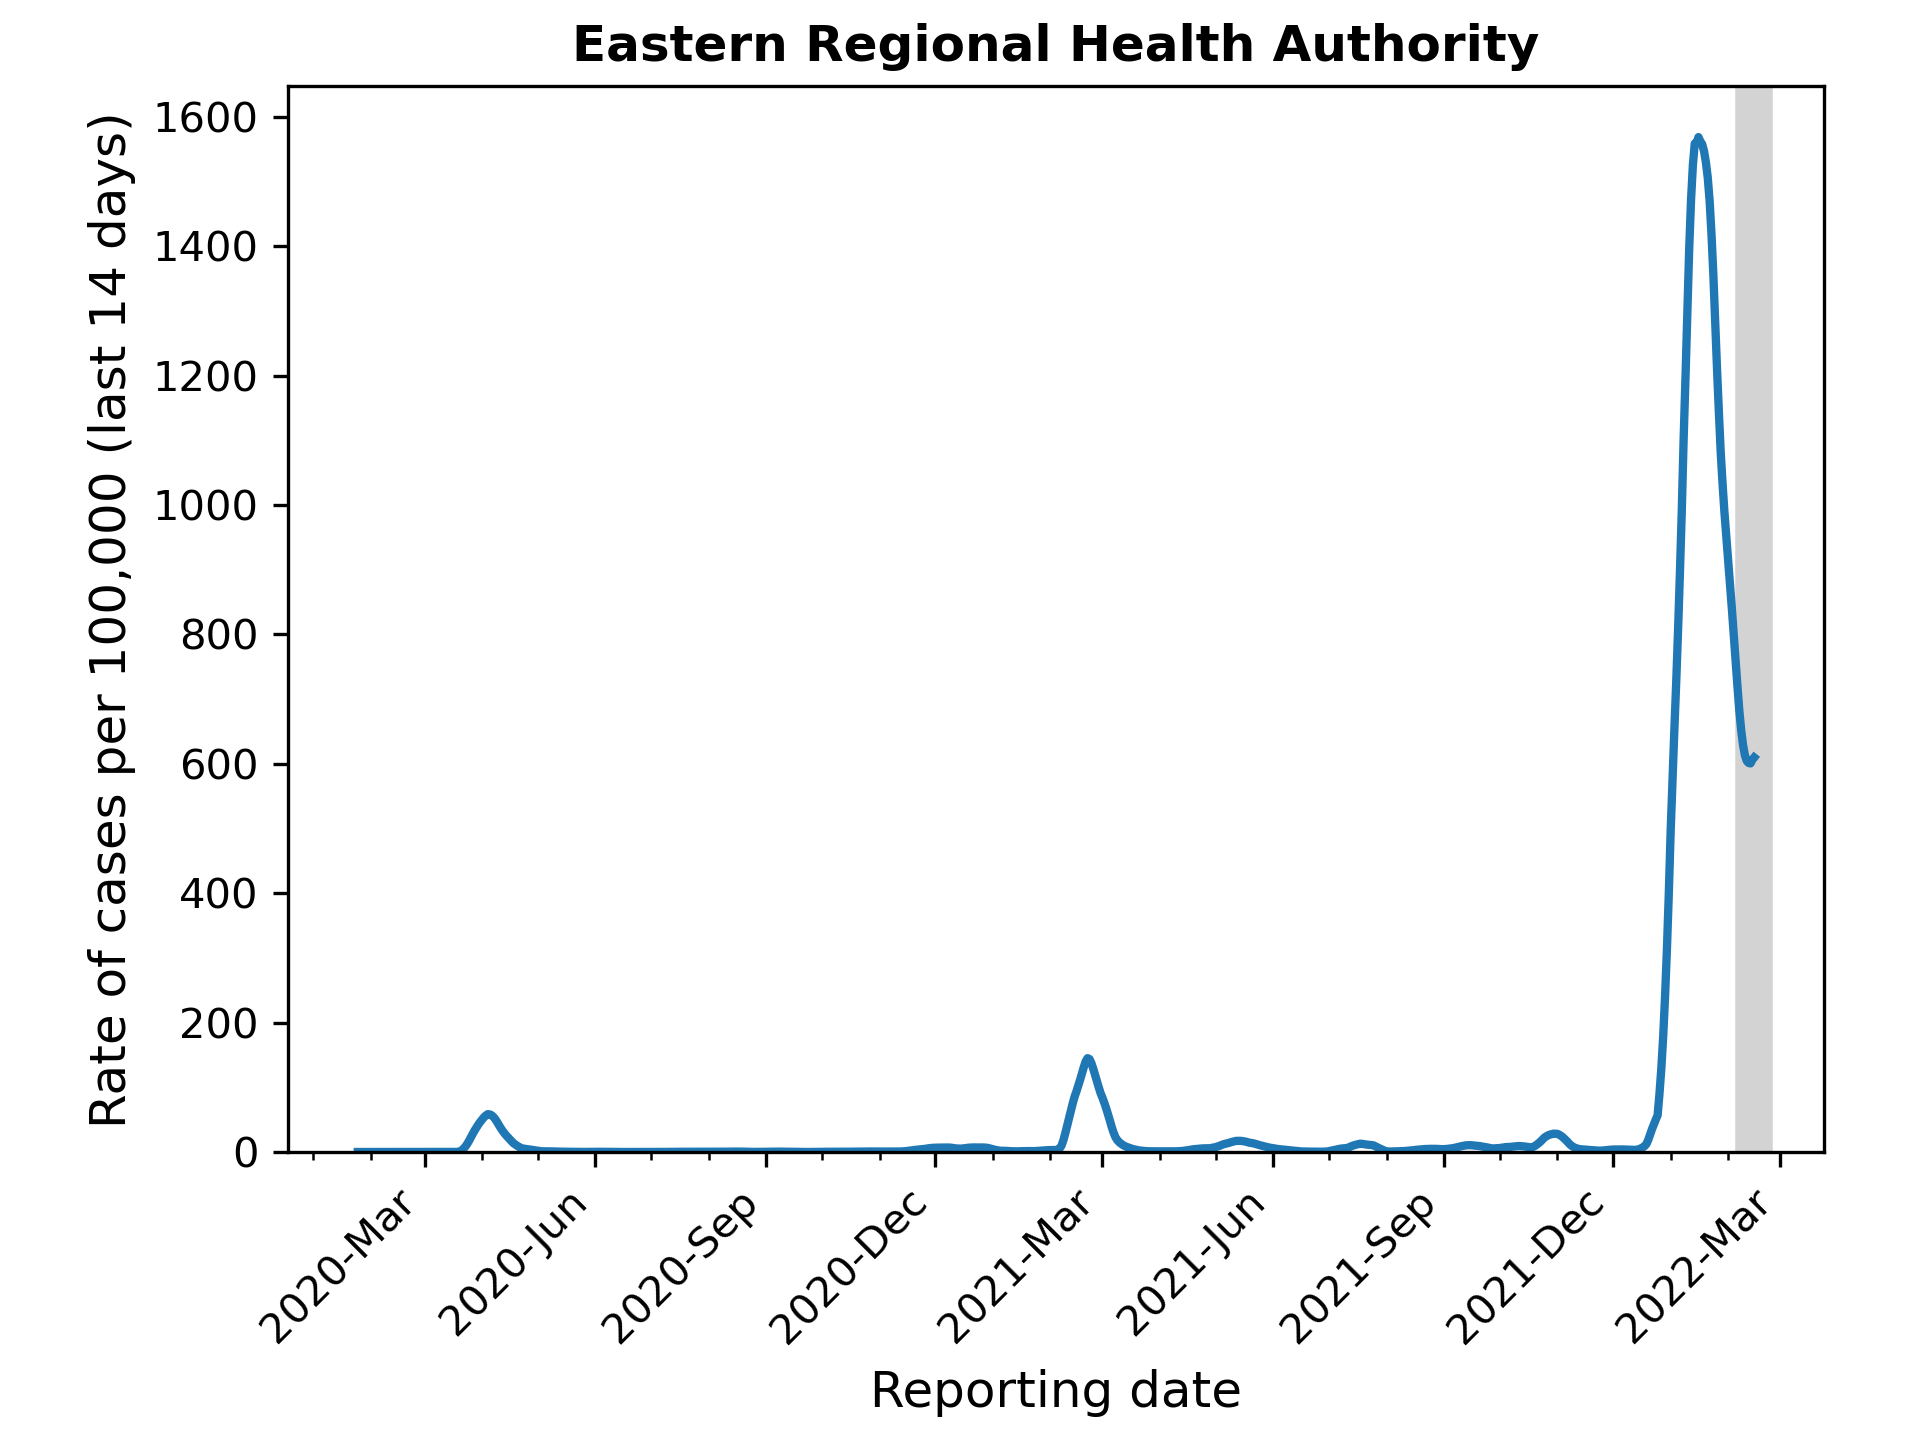 Eastern Regional Health Authority
Rate of cases per 100,000 (last 14 days)
1600
1400
1200
1000
800
600
400
200
0
2020-Mar
2020-Jun
2020-Sep
2020-Dec
2021-Mar
2021-Jun
2021-Sep
2021-Dec
2022-Mar
Reporting date